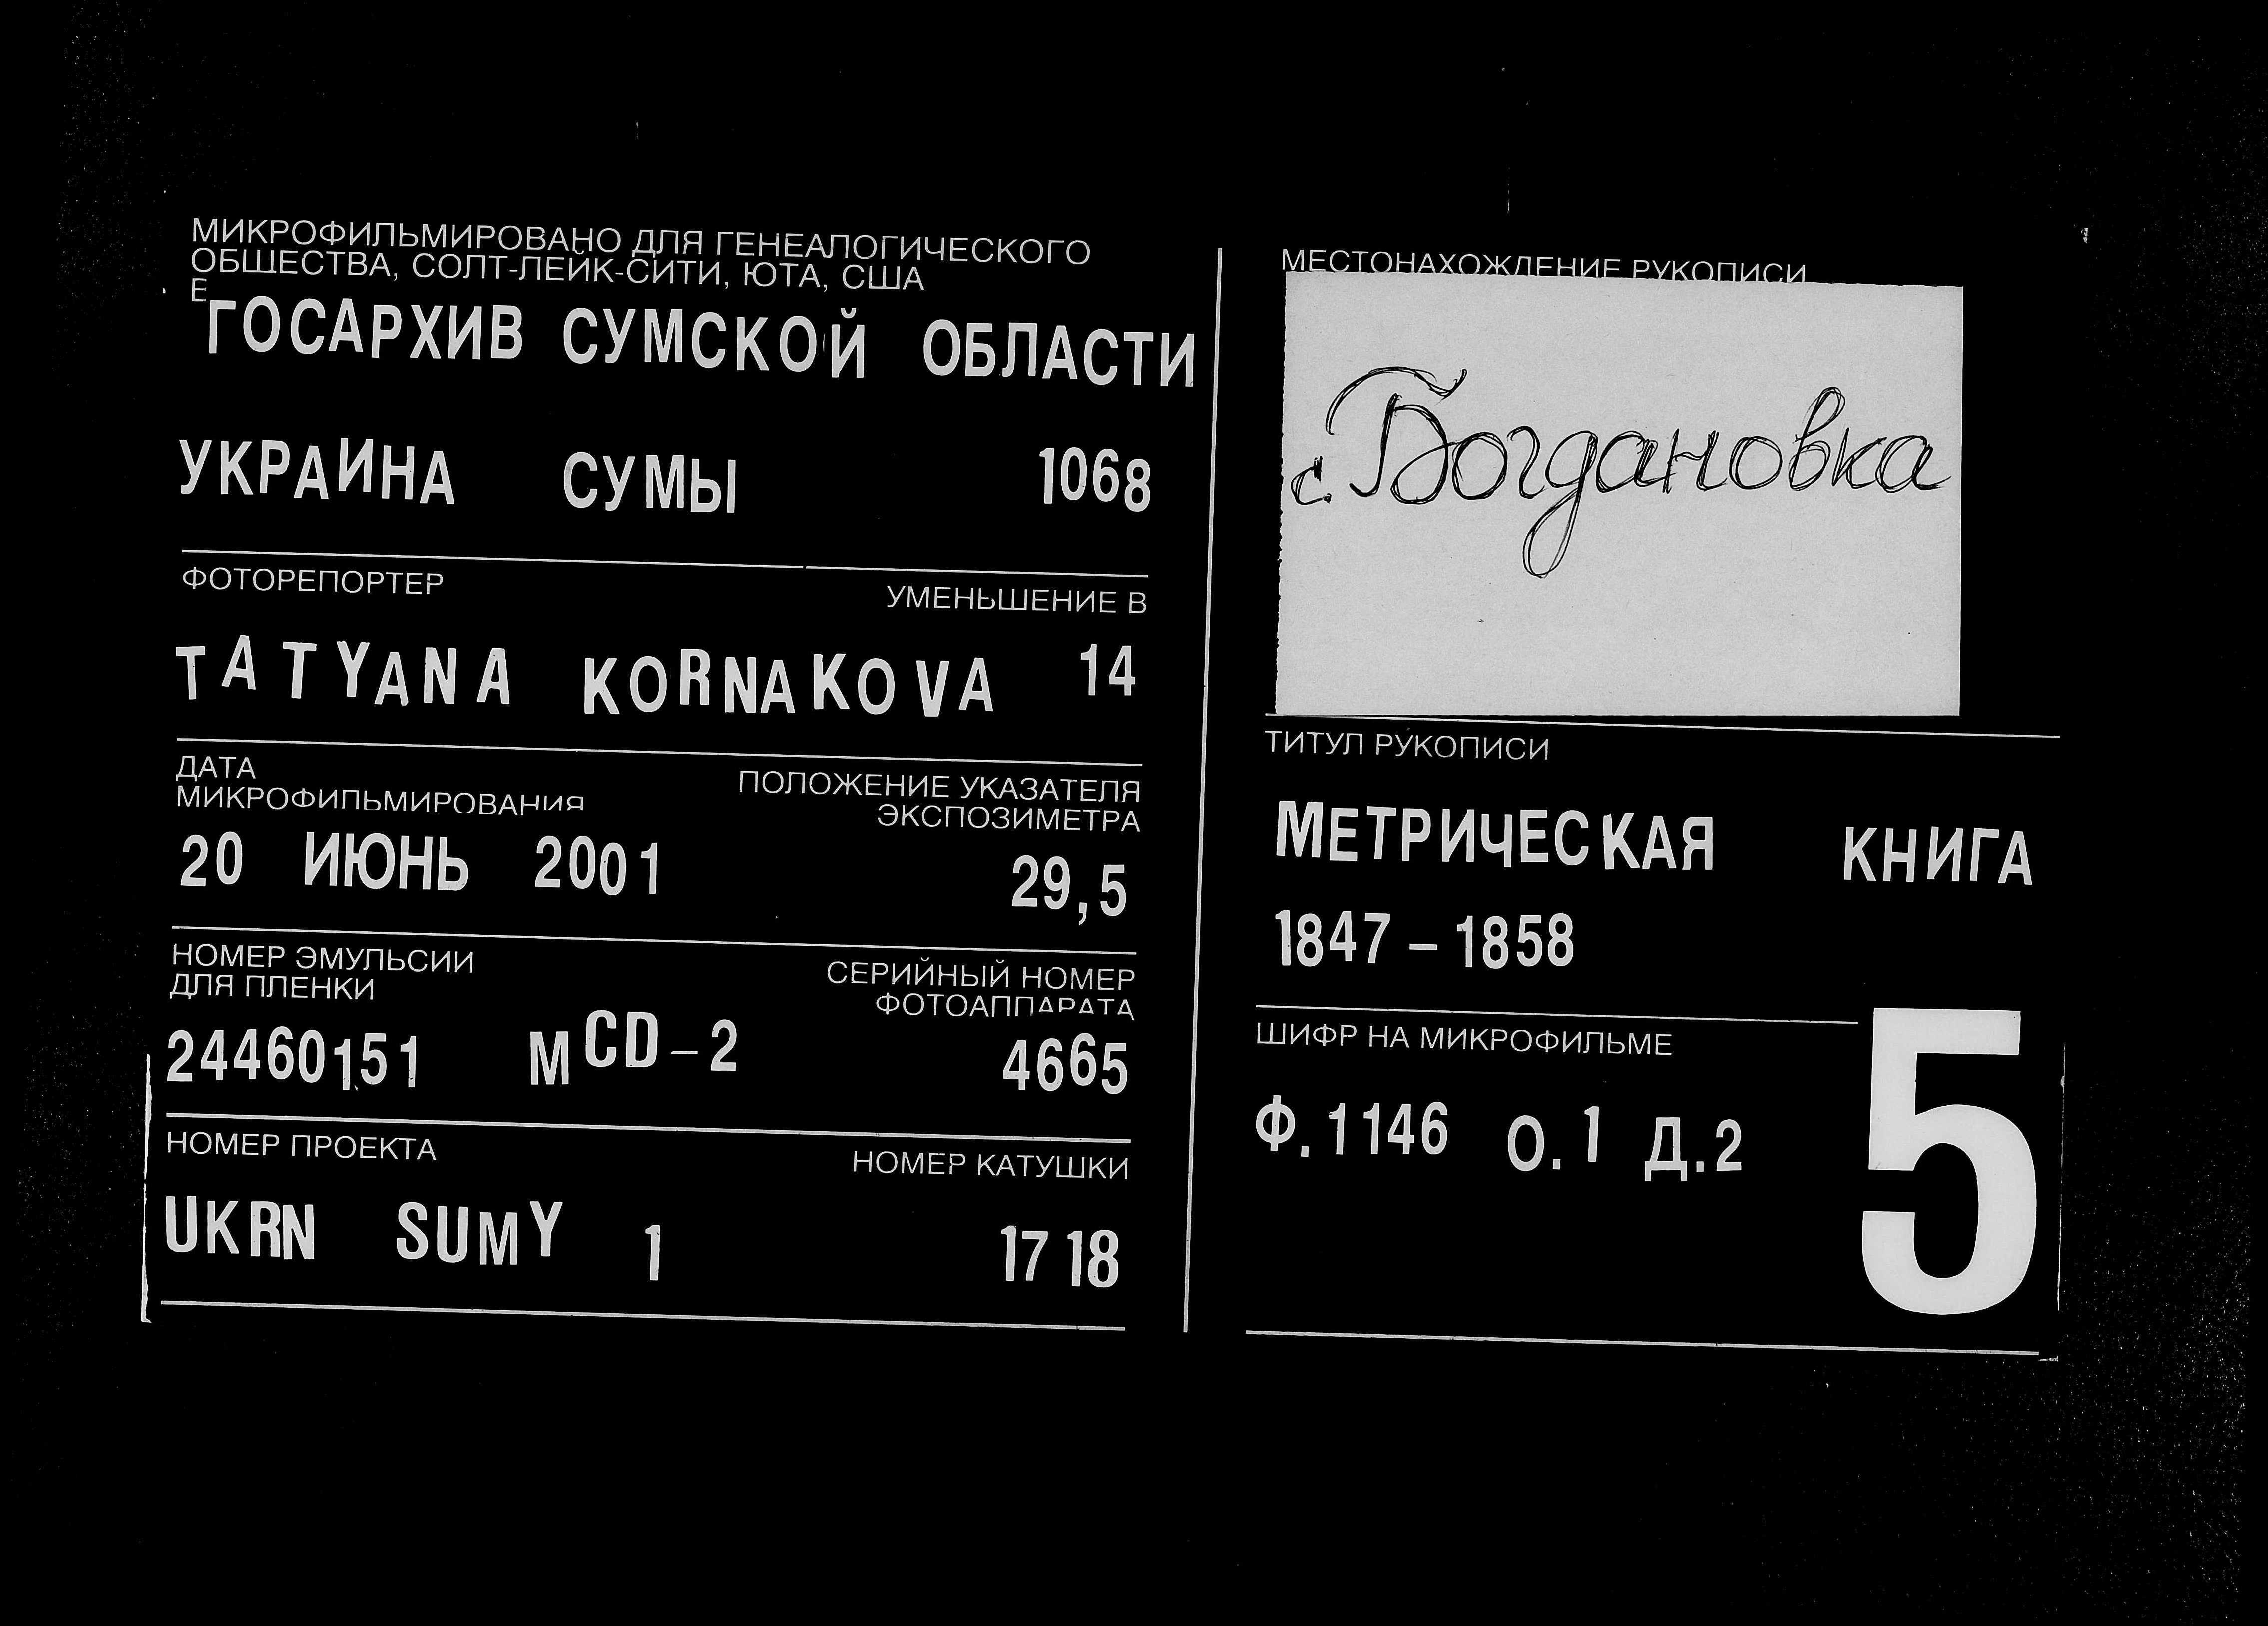 МИКРОФИЛЬМИРОВАНО ДЛЯ ГЕНЕАЛОГИЧЕСКОГО
ОБЩЕСТВА, СОЛТ-ЛЕЙК-СИТИ, ЮТА, США
В
ГОСАРХИВ СУМСКОЙ ОБЛАСТИ
УКРАИНА СУМЫ 1068
ФОТОРЕПОРТЕР УМЕНЬШЕНИЕ В
TATYANA KORNAKOVA 14
ДАТА
МИКРОФИЛЬМИРОВАНИЯ
ПОЛОЖЕНИЕ УКАЗАТЕЛЯ
ЭКСПОЗИМЕТРА
20 ИЮНЬ 2001 29,5
НОМЕР ЭМУЛЬСИИ
ДЛЯ ПЛЕНКИ
СЕРИЙНЫЙ НОМЕР
ФОТОАППАРАТА
24460151 MCD-2 4665
НОМЕР ПРОЕКТА НОМЕР КАТУШКИ
UKRN SUMY 1 1718
МЕСТОНАХОЖДЕНИЕ РУКОПИСИ
с. Богдановка
ТИТУЛ РУКОПИСИ
МЕТРИЧЕСКАЯ КНИГА
1847-1858
ШИФР НА МИКРОФИЛЬМЕ
Ф.1146 О.1 Д.2
5